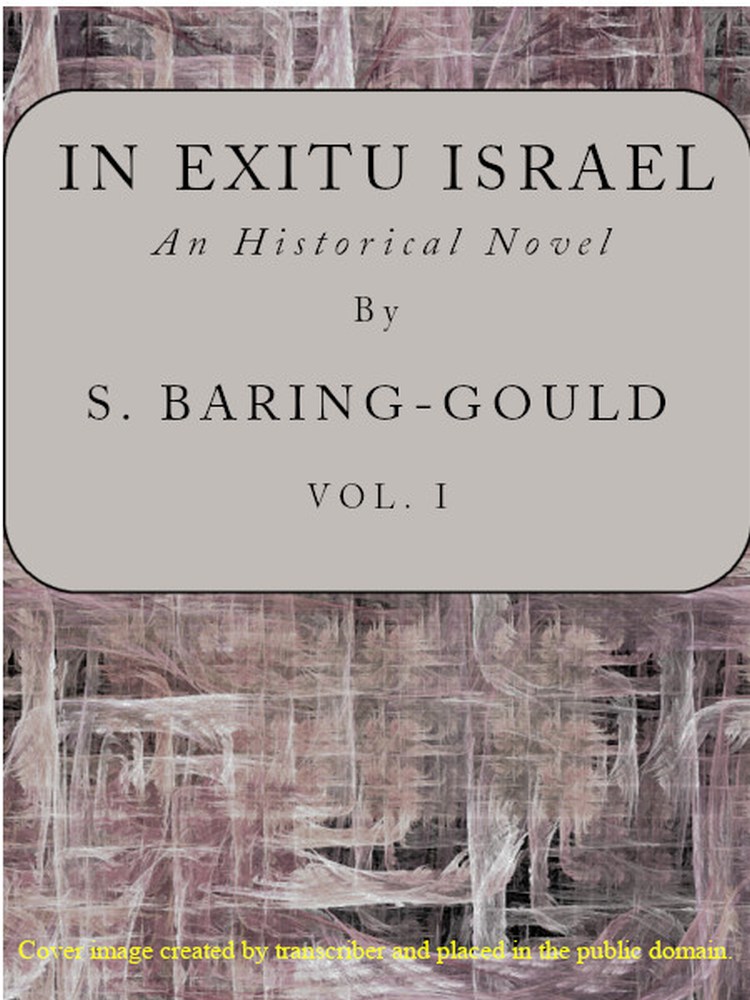 IN EXITU ISRAEL
An Historical Novel
By
S. BARING-GOULD
VOL. I
Cover image created by transcriber and placed in the public domain.